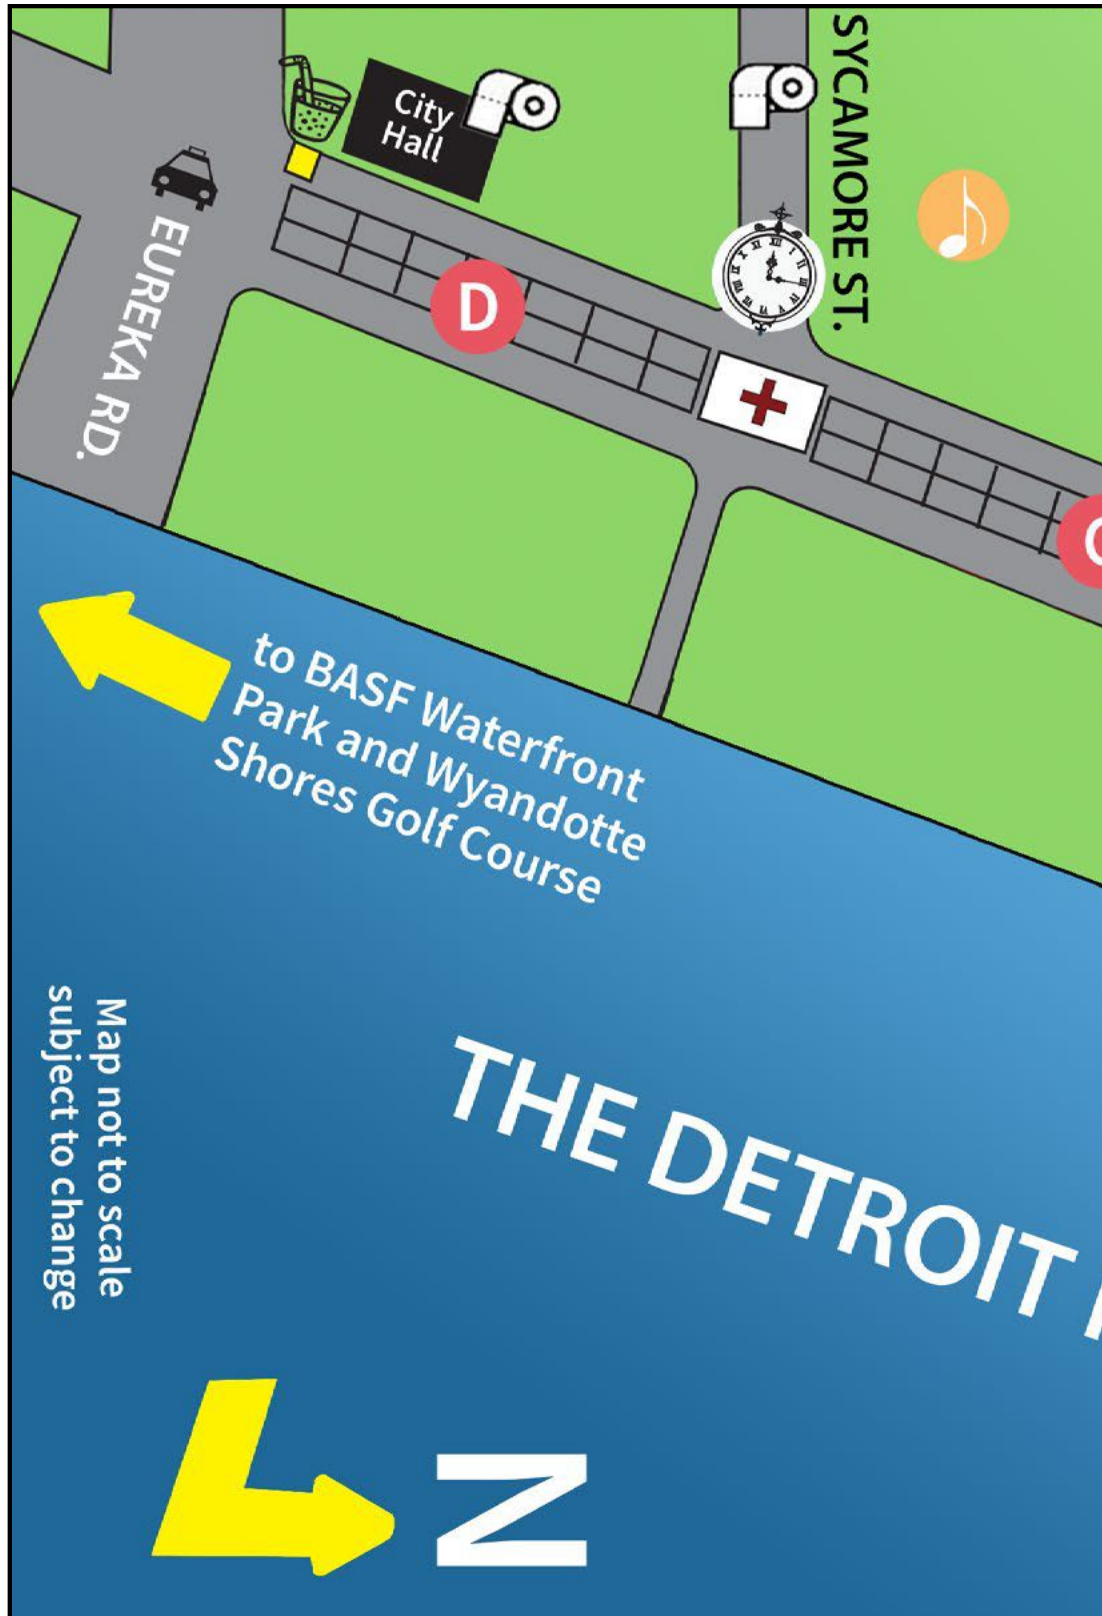 City
Hall
SYCAMORE ST.
EUREKA RD.
D
to BASF Waterfront
Park and Wyandotte
Shores Golf Course
THE DETROIT
Map not to scale
subject to change
N